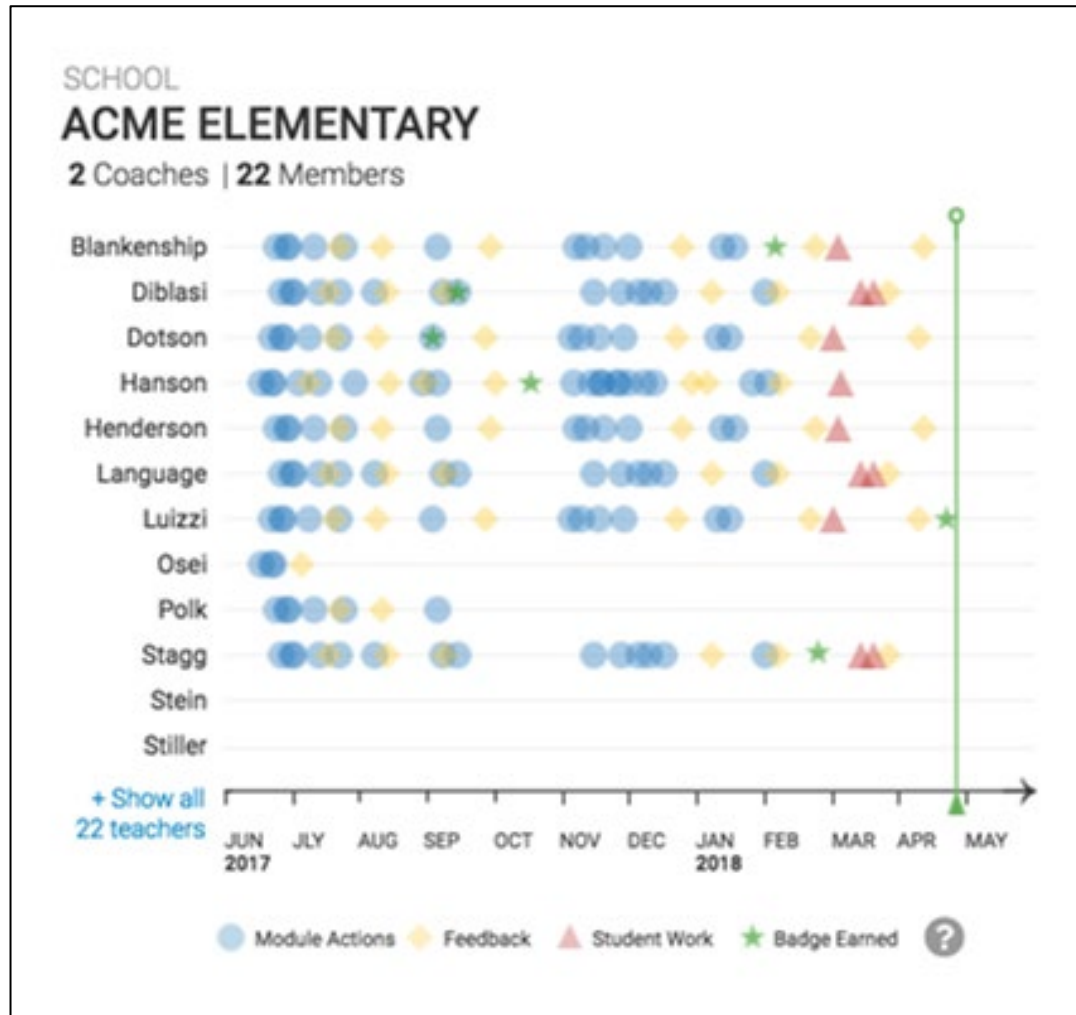 SCHOOL
ACME ELEMENTARY
2 Coaches | 22 Members
Blankenship
Diblasi
Dotson
Hanson
Henderson
Language
Luizzi
Osei
Polk
Stagg
Stein
Stiller
+ Show all
22 teachers
JUN JLY AUG SEP OCT NOV DEC JAN FEB MAR APR MAY
2017 2018
Module Actions Feedback Student Work Badge Earned ?